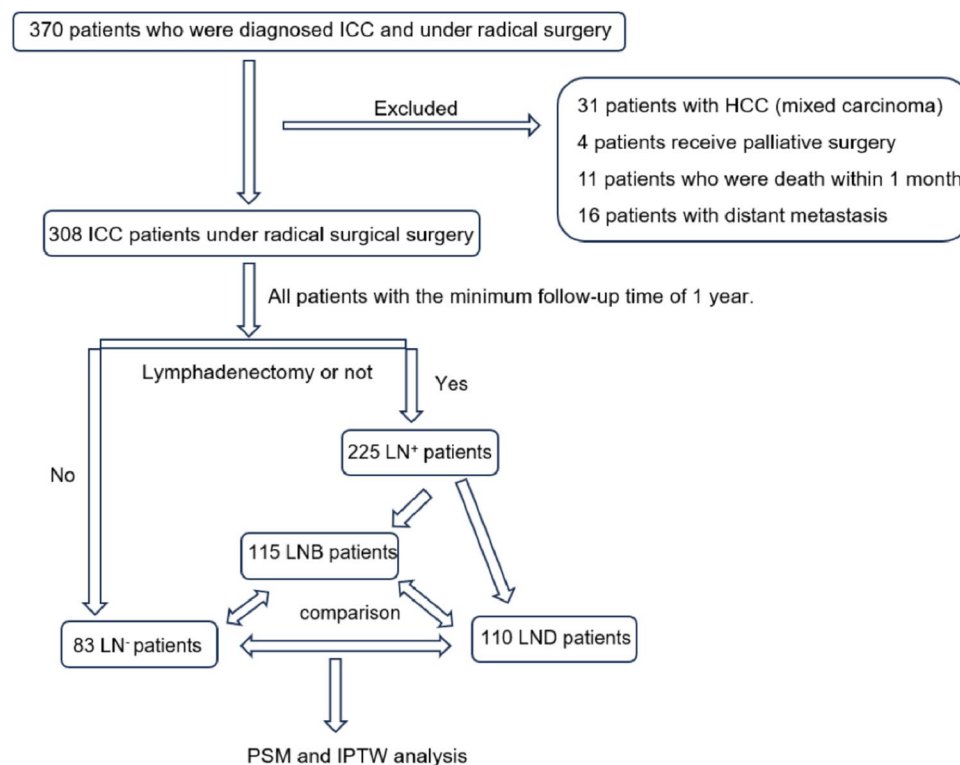 370 patients who were diagnosed ICC and under radical surgery
Excluded
31 patients with HCC (mixed carcinoma)
4 patients receive palliative surgery
11 patients who were death within 1 month
16 patients with distant metastasis
308 ICC patients under radical surgical surgery
All patients with the minimum follow-up time of 1 year.
Lymphadenectomy or not
Yes
No
225 LN⁺ patients
115 LNB patients
comparison
83 LN⁻ patients
110 LND patients
PSM and IPTW analysis